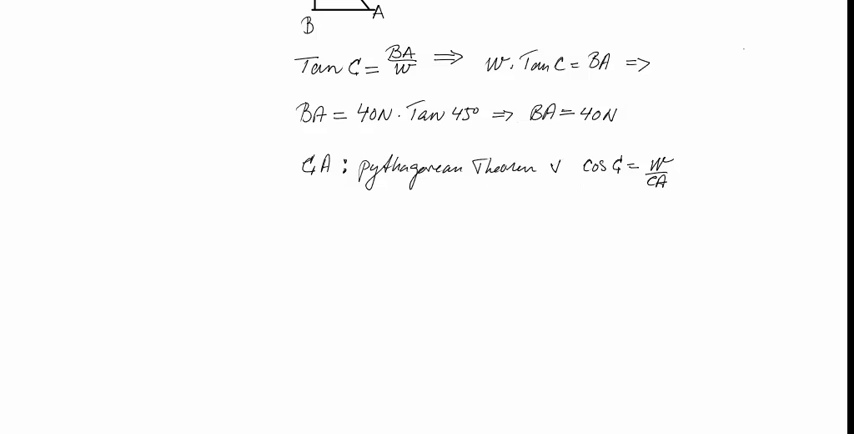 B A
Tan C = BA/W ⟹ W. Tan C = BA =>
BA = 40N . Tan 45° => BA = 40N
CA : pythagorean Theorem v cos C = W/CA